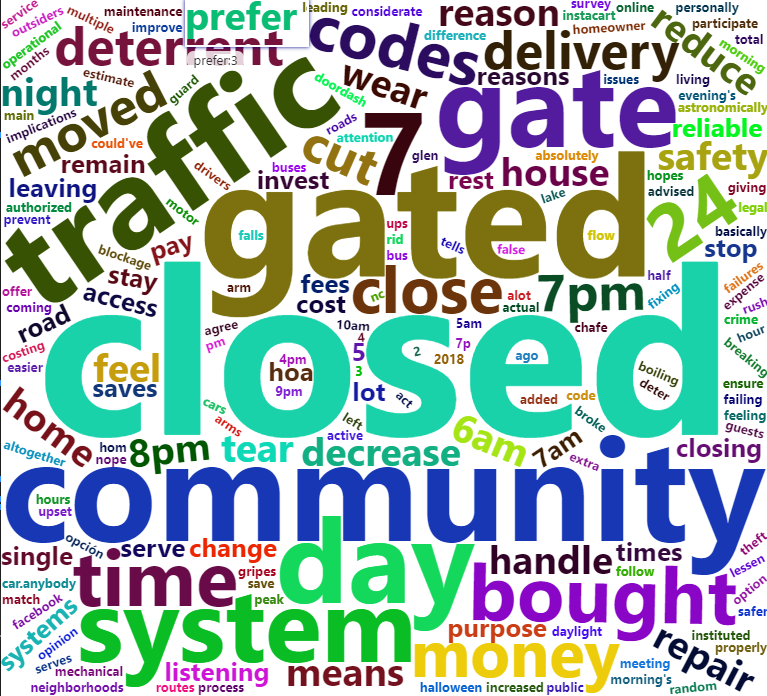 service
outsiders
multiple
maintenance
improve
prefer
prefer:3
leading
considerate
reason
survey
instacart
online
homeowner
personally
participate
total
operational
months
deterrent
difference
codes
delivery
reduce
morning
estimate
guard
doordash
wear
reasons
issues
living
evening's
astronomically
night
main
implications
moved
traffic
roads
attention
7
gate
reliable
could've
remain
cut
glen
absolutely
safety
leaving
drivers
buses
invest
rest
house
hopes
advised
giving
authorized
prevent
motor
gated
lake
24
legal
basically
blockage
pay
falls
ups
rid
bus
tells
false
flow
stop
offer
coming
stay
access
arm
fees
cost
nc
close
alot
actual
7pm
half
fixing
failures
expense
rush
road
costing
easier
agree
pm
10am
4
5
3
5am
7p
2
2018
ago
chafe
crime
hour
breaking
closed
feel
saves
4pm
hoa
9pm
lot
act
added
code
boiling
deter
ensure
failing
feeling
guests
home
cars
arms
left
active
broke
altogether
hom
nope
8pm
tear
decrease
6am
7am
extra
closing
community
hours
upset
opción
serve
change
day
handle
times
follow
theft
lessen
option
safer
single
car.anybody
match
facebook
time
gripes
save
peak
bought
systems
opinion
serves
system
purpose
daylight
money
repair
instituted
properly
mechanical
neighborhoods
listening
routes
process
means
halloween
increased
public
meeting
morning's
random